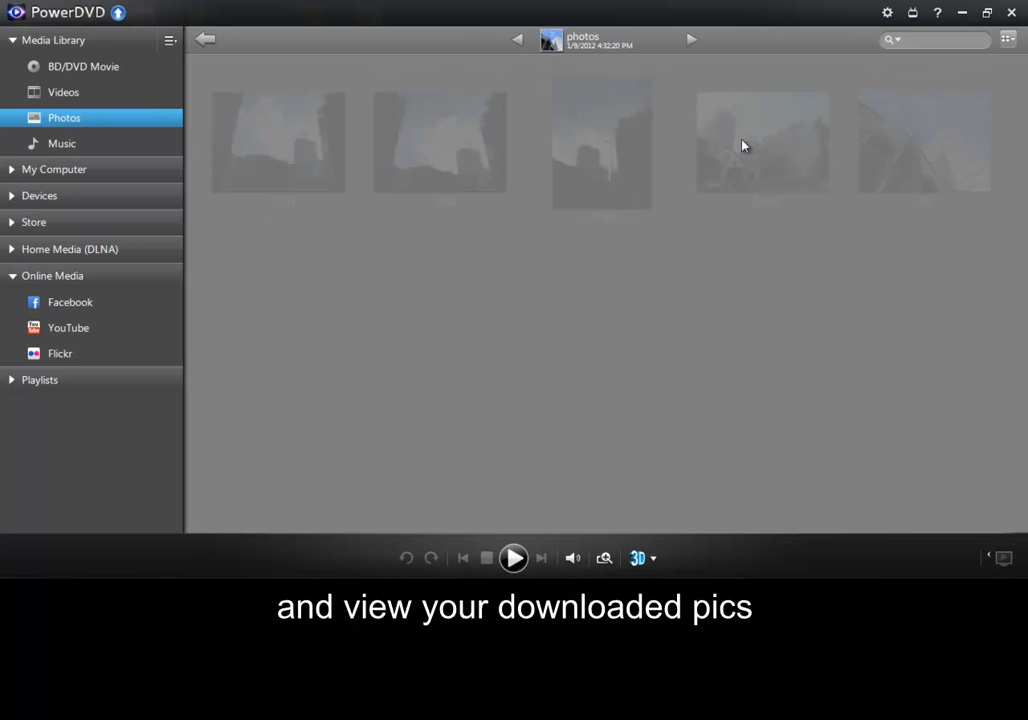 PowerDVD
Media Library
photos
1/9/2012 4:32:20 PM
BD/DVD Movie
Videos
Photos
Music
My Computer
Devices
Store
Home Media (DLNA)
Online Media
Facebook
YouTube
Flickr
Playlists
3D
and view your downloaded pics